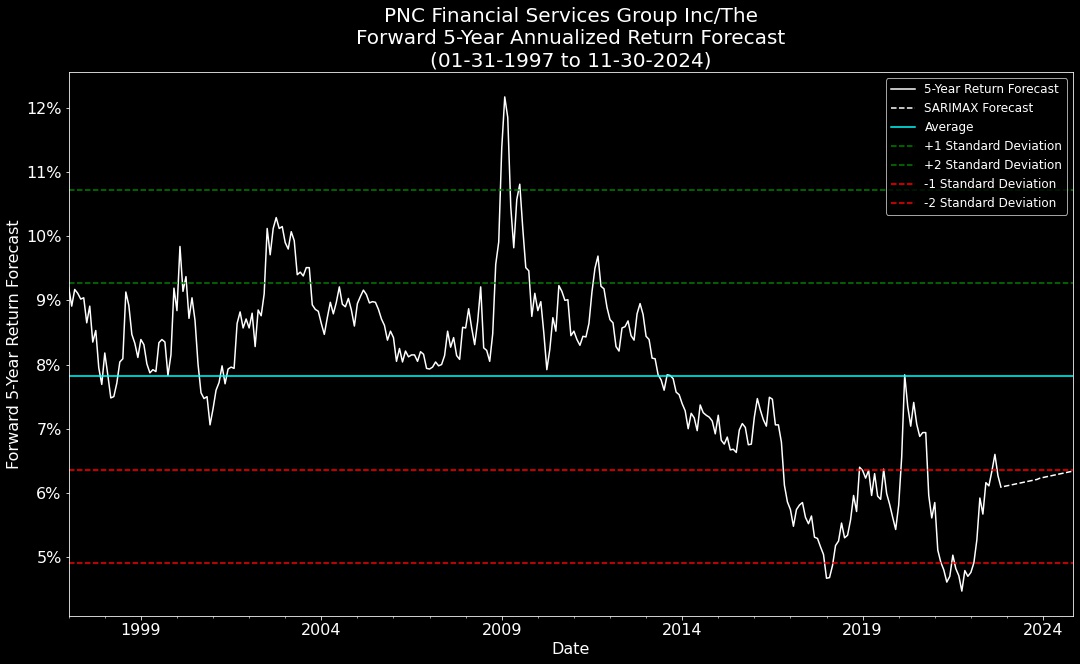 PNC Financial Services Group Inc/The
Forward 5-Year Annualized Return Forecast
(01-31-1997 to 11-30-2024)
5-Year Return Forecast
SARIMAX Forecast
Average
+1 Standard Deviation
+2 Standard Deviation
-1 Standard Deviation
-2 Standard Deviation
Forward 5-Year Return Forecast
12%
11%
10%
9%
8%
7%
6%
5%
1999
2004
2009
2014
2019
2024
Date